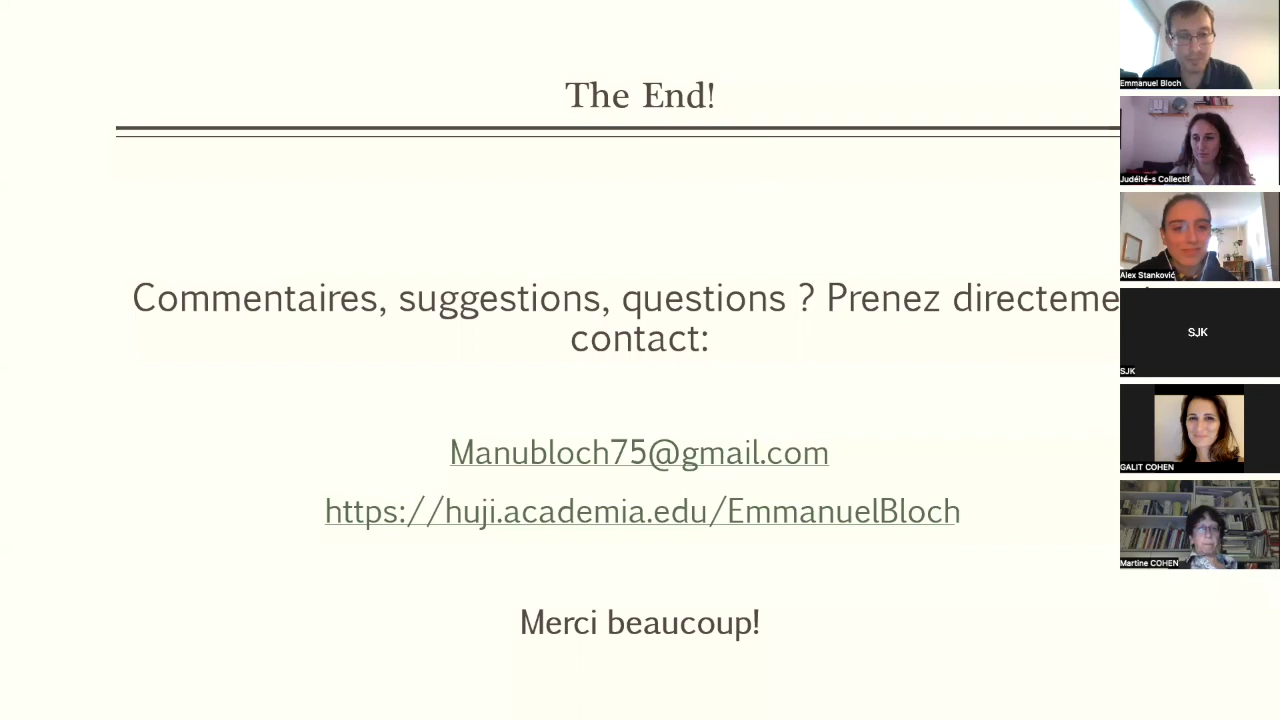 The End!
Commentaires, suggestions, questions ? Prenez directeme
contact:
Manubloch75@gmail.com
https://huji.academia.edu/EmmanuelBloch
Merci beaucoup!
Emmanuel Bloch
Judéité-s Collectif
Alex Stanković
SJK
SJK
GALIT COHEN
Martine COHEN